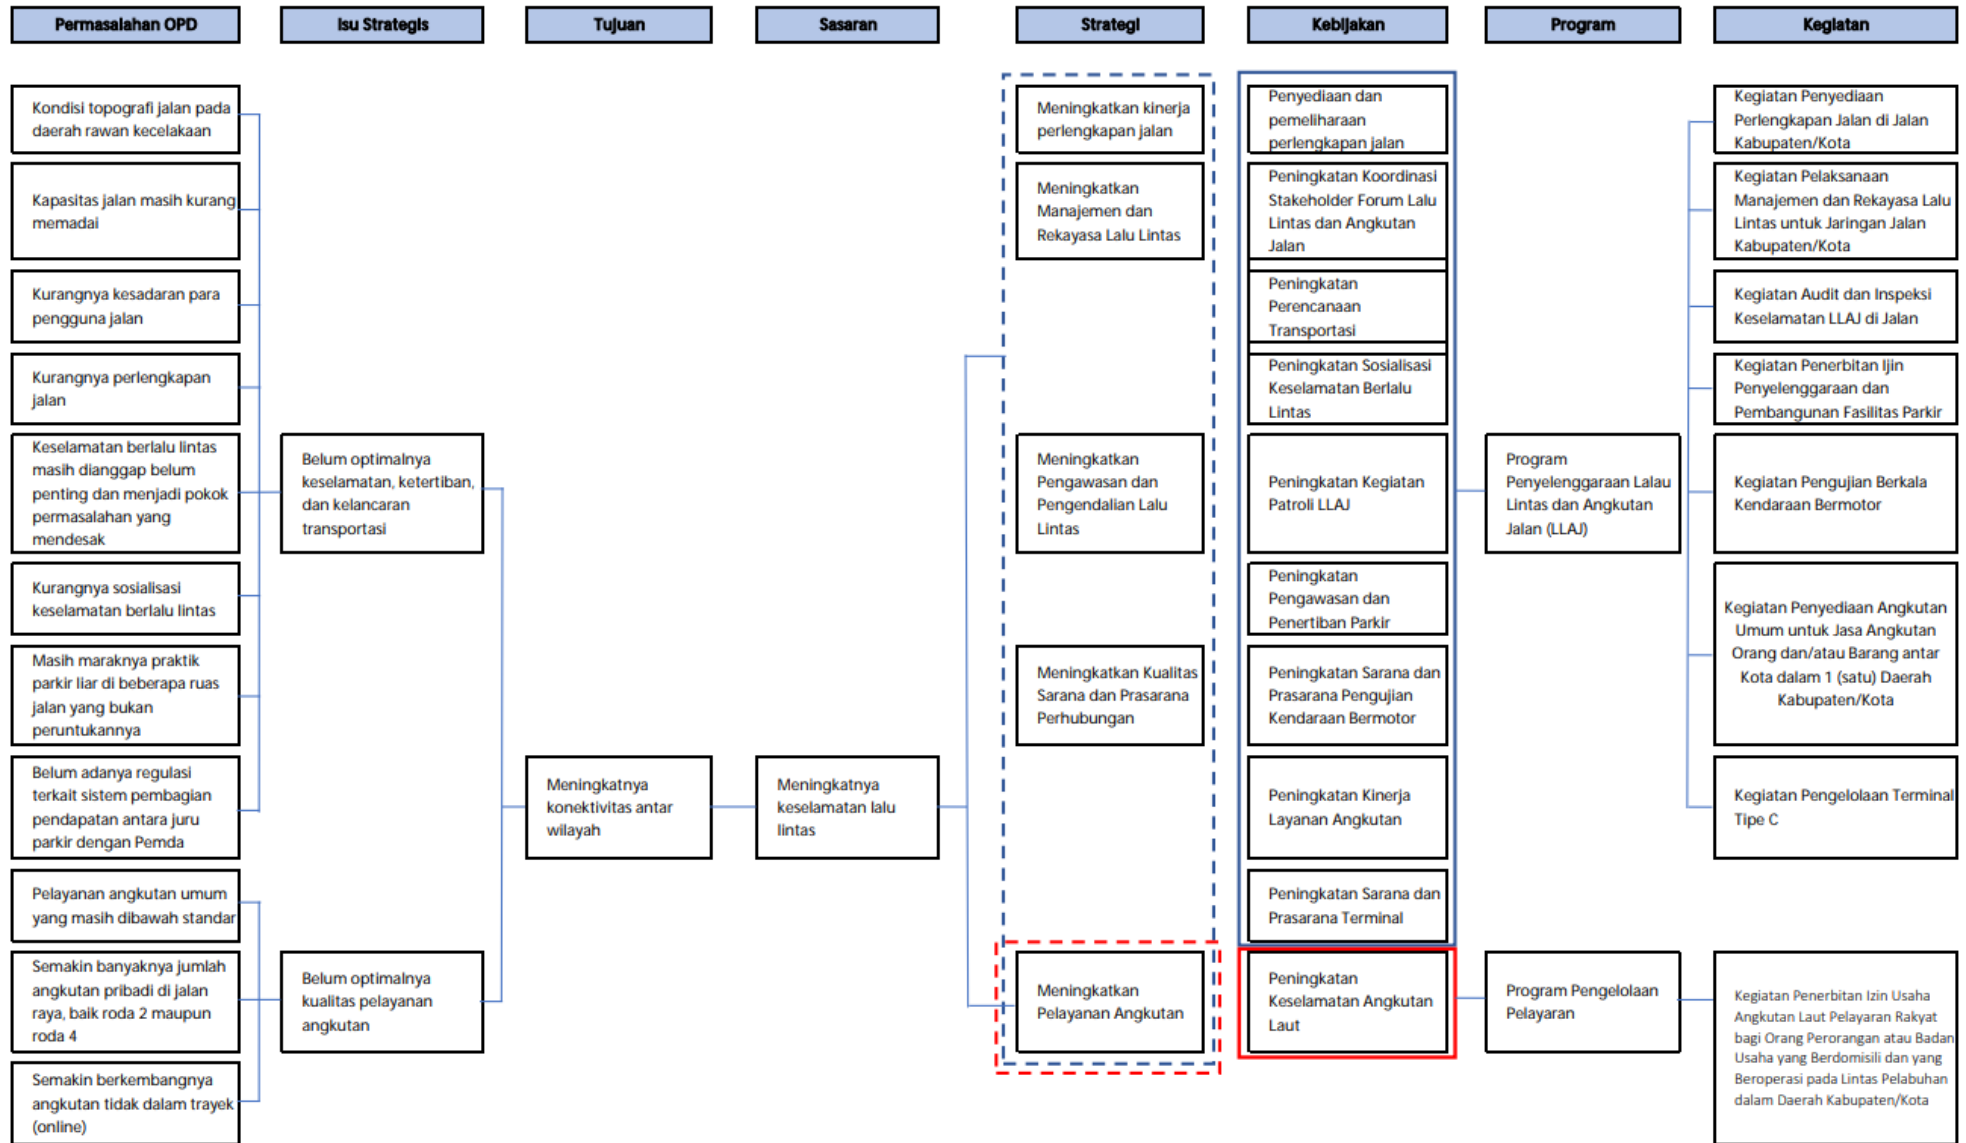 Permasalahan OPD
Isu Strategis
Tujuan
Sasaran
Strategi
Kebijakan
Program
Kegiatan
Kondisi topografi jalan pada
daerah rawan kecelakaan
Kapasitas jalan masih kurang
memadai
Kurangnya kesadaran para
pengguna jalan
Kurangnya perlengkapan
jalan
Keselamatan berlalu lintas
masih dianggap belum
penting dan menjadi pokok
permasalahan yang
mendesak
Kurangnya sosialisasi
keselamatan berlalu lintas
Masih maraknya praktik
parkir liar di beberapa ruas
jalan yang bukan
peruntukannya
Belum adanya regulasi
terkait sistem pembagian
pendapatan antara juru
parkir dengan Pemda
Pelayanan angkutan umum
yang masih dibawah standar
Semakin banyaknya jumlah
angkutan pribadi di jalan
raya, baik roda 2 maupun
roda 4
Semakin berkembangnya
angkutan tidak dalam trayek
(online)
Belum optimalnya
keselamatan, ketertiban,
dan kelancaran
transportasi
Belum optimalnya
kualitas pelayanan
angkutan
Meningkatnya
konektivitas antar
wilayah
Meningkatnya
keselamatan lalu
lintas
Meningkatkan kinerja
perlengkapan jalan
Meningkatkan
Manajemen dan
Rekayasa Lalu Lintas
Meningkatkan
Pengawasan dan
Pengendalian Lalu
Lintas
Meningkatkan Kualitas
Sarana dan Prasarana
Perhubungan
Meningkatkan
Pelayanan Angkutan
Penyediaan dan
pemeliharaan
perlengkapan jalan
Peningkatan Koordinasi
Stakeholder Forum Lalu
Lintas dan Angkutan
Jalan
Peningkatan
Perencanaan
Transportasi
Peningkatan Sosialisasi
Keselamatan Berlalu
Lintas
Peningkatan Kegiatan
Patroli LLAJ
Peningkatan
Pengawasan dan
Penertiban Parkir
Peningkatan Sarana dan
Prasarana Pengujian
Kendaraan Bermotor
Peningkatan Kinerja
Layanan Angkutan
Peningkatan Sarana dan
Prasarana Terminal
Peningkatan
Keselamatan Angkutan
Laut
Program
Penyelenggaraan Lalau
Lintas dan Angkutan
Jalan (LLAJ)
Program Pengelolaan
Pelayaran
Kegiatan Penyediaan
Perlengkapan Jalan di Jalan
Kabupaten/Kota
Kegiatan Pelaksanaan
Manajemen dan Rekayasa Lalu
Lintas untuk Jaringan Jalan
Kabupaten/Kota
Kegiatan Audit dan Inspeksi
Keselamatan LLAJ di Jalan
Kegiatan Penerbitan Ijin
Penyelenggaraan dan
Pembangunan Fasilitas Parkir
Kegiatan Pengujian Berkala
Kendaraan Bermotor
Kegiatan Penyediaan Angkutan
Umum untuk Jasa Angkutan
Orang dan/atau Barang antar
Kota dalam 1 (satu) Daerah
Kabupaten/Kota
Kegiatan Pengelolaan Terminal
Tipe C
Kegiatan Penerbitan Izin Usaha
Angkutan Laut Pelayaran Rakyat
bagi Orang Perorangan atau Badan
Usaha yang Berdomisili dan yang
Beroperasi pada Lintas Pelabuhan
dalam Daerah Kabupaten/Kota